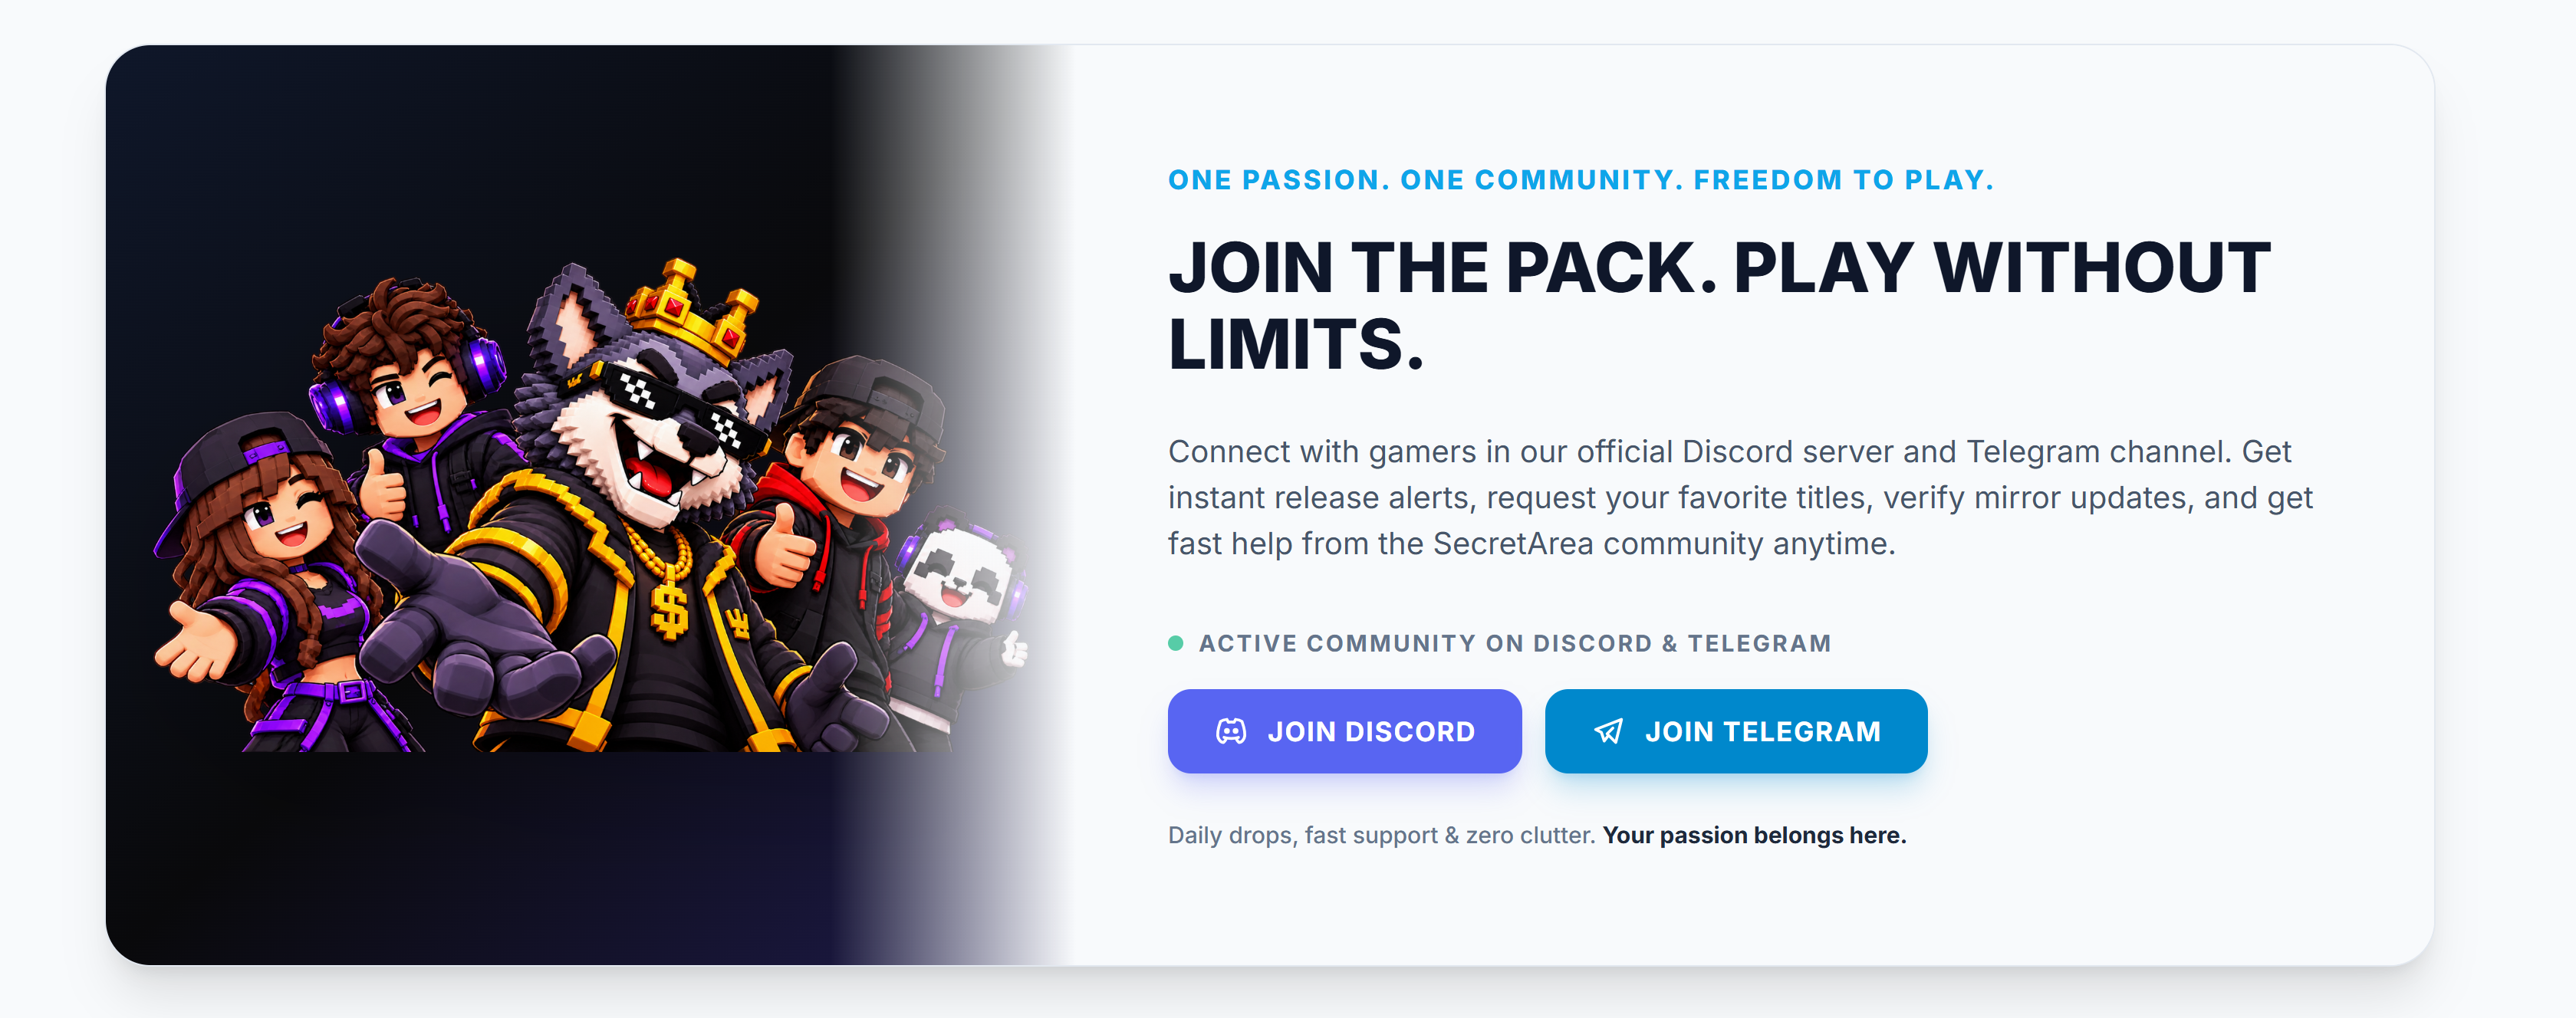 ONE PASSION. ONE COMMUNITY. FREEDOM TO PLAY.
JOIN THE PACK. PLAY WITHOUT
LIMITS.
Connect with gamers in our official Discord server and Telegram channel. Get
instant release alerts, request your favorite titles, verify mirror updates, and get
fast help from the SecretArea community anytime.
ACTIVE COMMUNITY ON DISCORD & TELEGRAM
JOIN DISCORD
JOIN TELEGRAM
Daily drops, fast support & zero clutter. Your passion belongs here.
$